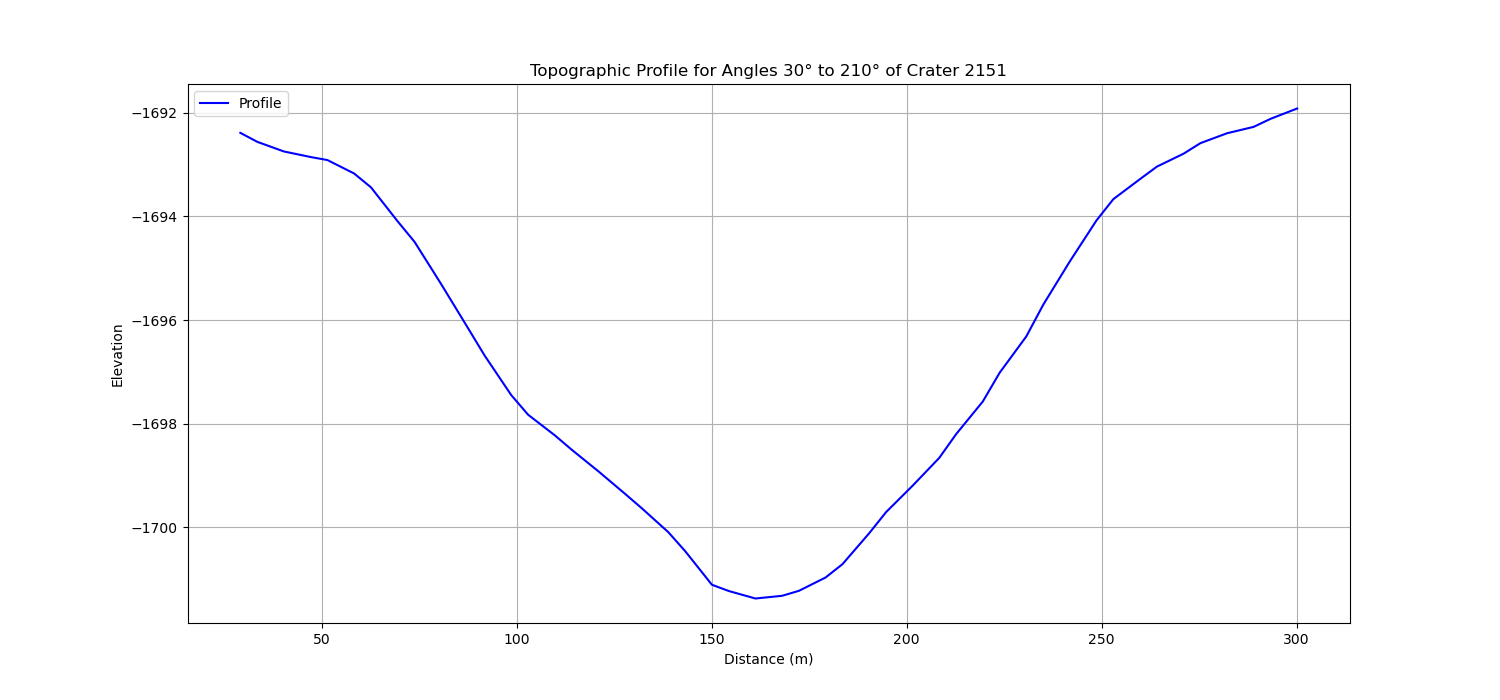 Topographic Profile for Angles 30° to 210° of Crater 2151
Profile
−1692
−1694
−1696
−1698
−1700
Elevation
50 100 150 200 250 300
Distance (m)